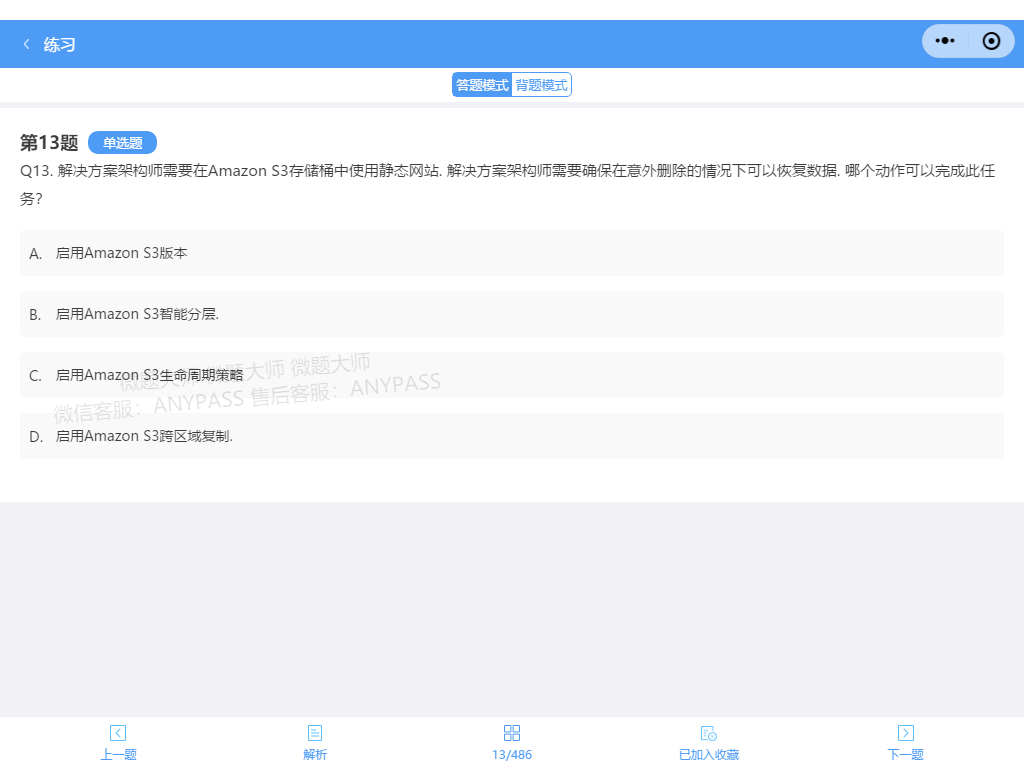 练习
答题模式 背题模式
第13题 单选题
Q13. 解决方案架构师需要在Amazon S3存储桶中使用静态网站. 解决方案架构师需要确保在意外删除的情况下可以恢复数据. 哪个动作可以完成此任
务?
A. 启用Amazon S3版本
B. 启用Amazon S3智能分层.
C. 启用Amazon S3生命周期策略
微题大师 微题大师 微题大师
微信客服：ANYPASS 售后客服：ANYPASS
D. 启用Amazon S3跨区域复制.
上一题 解析 13/486 已加入收藏 下一题